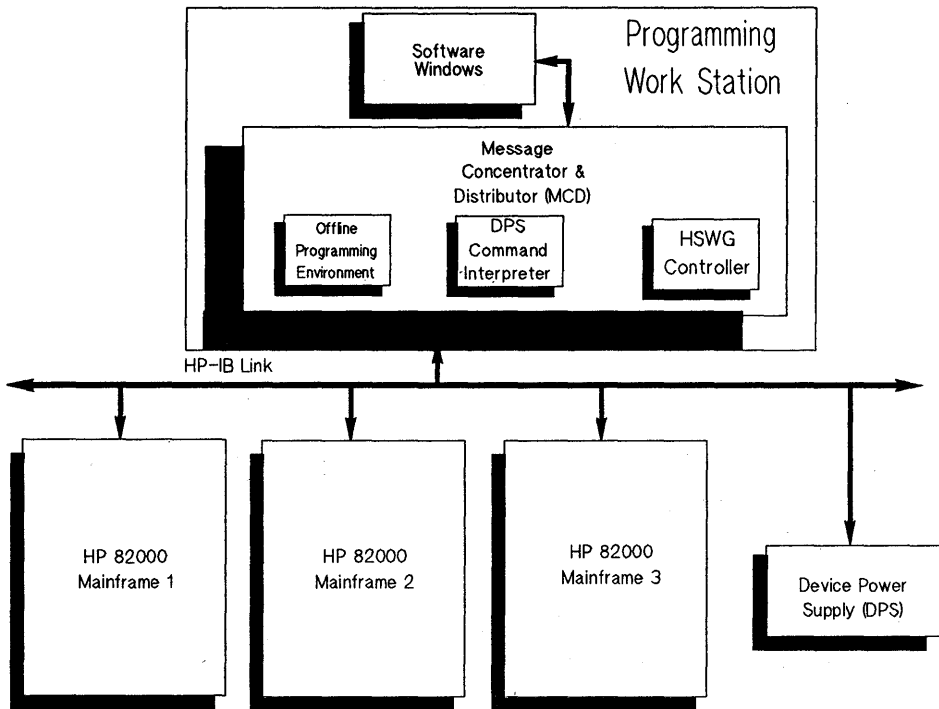 Programming
Work Station
Software
Windows
Message
Concentrator &
Distributor (MCD)
Offline
Programming
Environment
DPS
Command
Interpreter
HSWG
Controller
HP-IB Link
HP 82000
Mainframe 1
HP 82000
Mainframe 2
HP 82000
Mainframe 3
Device Power
Supply (DPS)